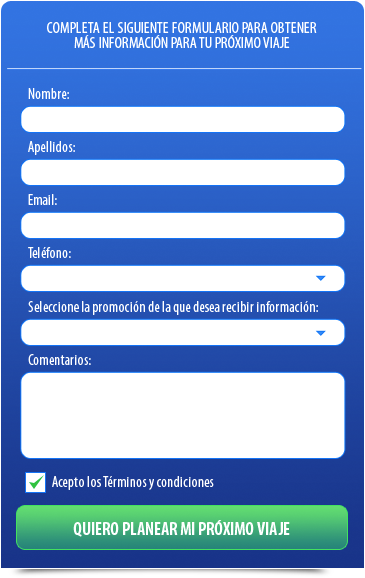 COMPLETA EL SIGUIENTE FORMULARIO PARA OBTENER
MÁS INFORMACIÓN PARA TU PRÓXIMO VIAJE
Nombre:
Apellidos:
Email:
Teléfono:
Seleccione la promoción de la que desea recibir información:
Comentarios:
Acepto los Términos y condiciones
QUIERO PLANEAR MI PRÓXIMO VIAJE